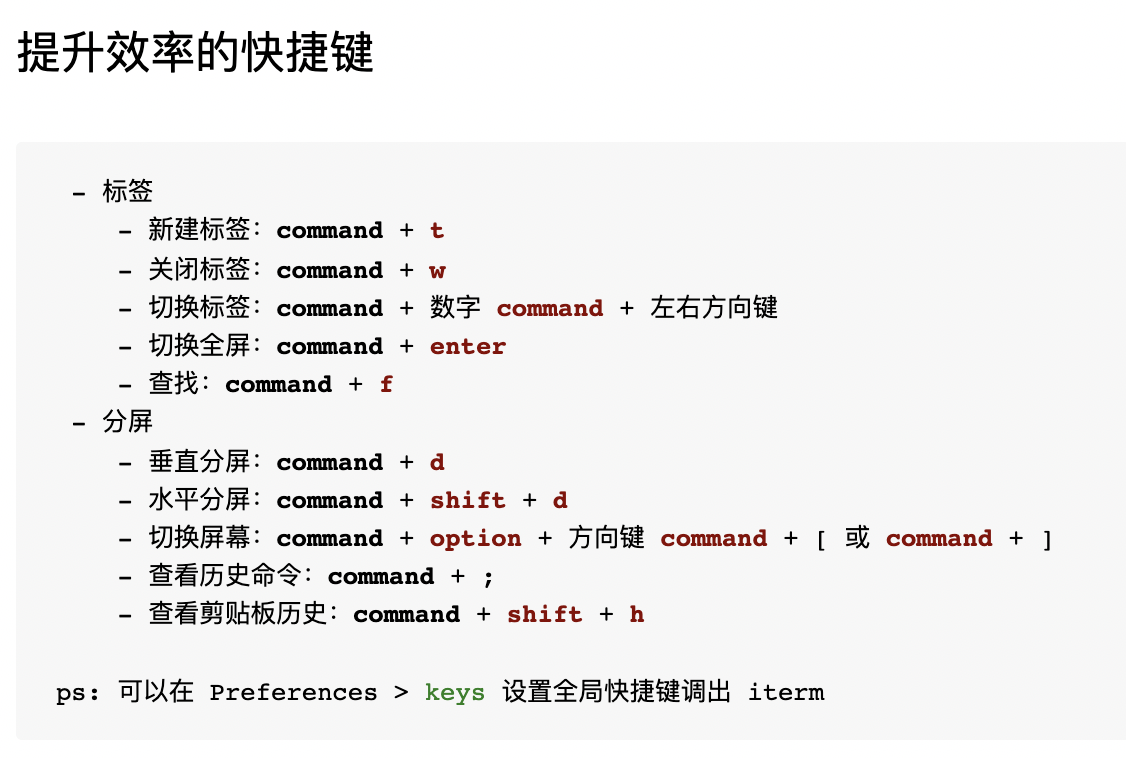 提升效率的快捷键
- 标签
- 新建标签：command + t
- 关闭标签：command + w
- 切换标签：command + 数字 command + 左右方向键
- 切换全屏：command + enter
- 查找：command + f
- 分屏
- 垂直分屏：command + d
- 水平分屏：command + shift + d
- 切换屏幕：command + option + 方向键 command + [ 或 command + ]
- 查看历史命令：command + ;
- 查看剪贴板历史：command + shift + h
ps: 可以在 Preferences > keys 设置全局快捷键调出 iterm